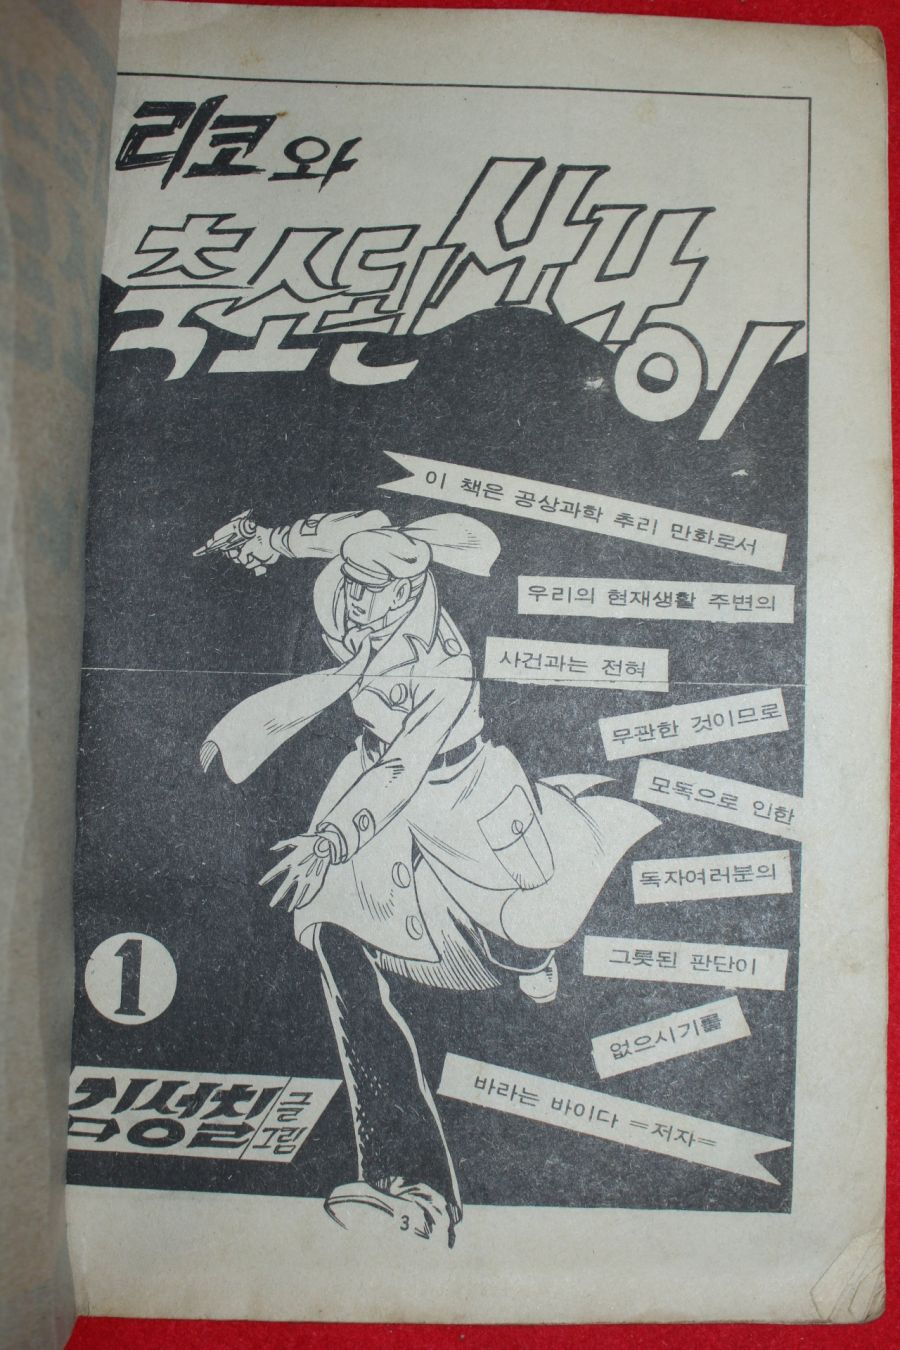 리코와
축소된 사냥이
이 책은 공상과학 추리 만화로서
우리의 현재생활 주변의
사건과는 전혀
무관한 것이므로
모독으로 인한
독자여러분의
그릇된 판단이
없으시기를
바라는 바이다 =저자=
1
김성칠 글
그림
3